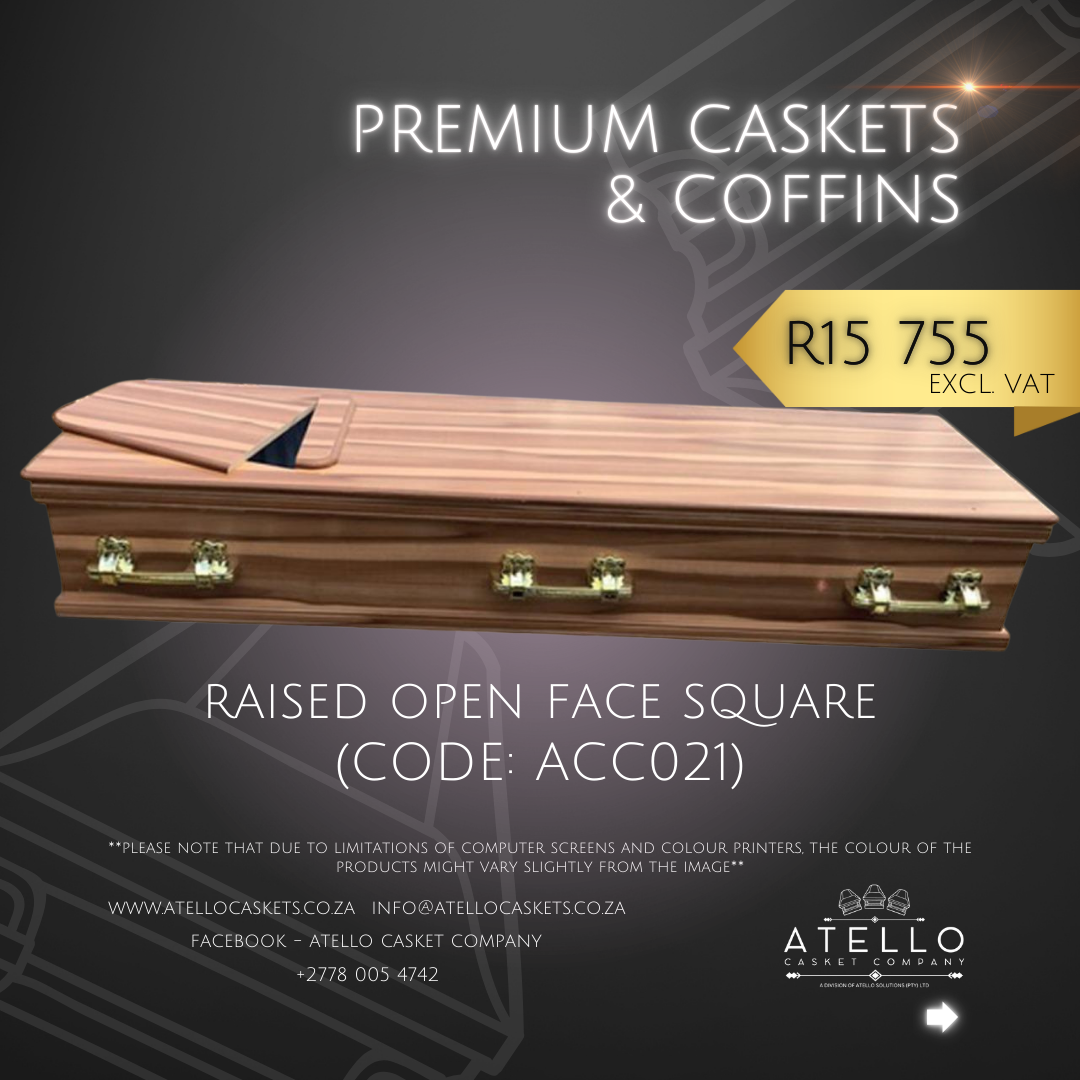 PREMIUM CASKETS
& COFFINS
R15 755
EXCL. VAT
RAISED OPEN FACE SQUARE
(CODE: ACC021)
**PLEASE NOTE THAT DUE TO LIMITATIONS OF COMPUTER SCREENS AND COLOUR PRINTERS, THE COLOUR OF THE
PRODUCTS MIGHT VARY SLIGHTLY FROM THE IMAGE**
WWW.ATELLOCASKETS.CO.ZA INFO@ATELLOCASKETS.CO.ZA
FACEBOOK - ATELLO CASKET COMPANY
+2778 005 4742
ATELLO
CASKET COMPANY
A DIVISION OF ATELLO SOLUTIONS (PTY) LTD